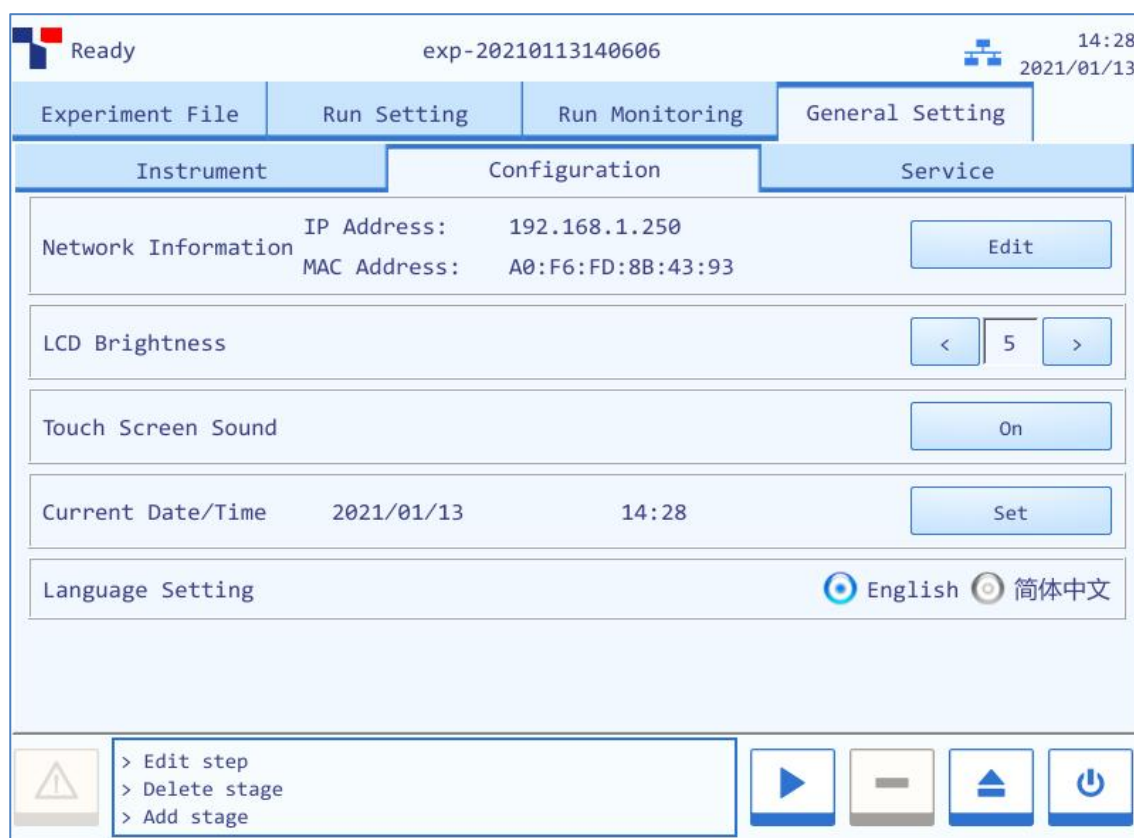 Ready exp-20210113140606 14:28
2021/01/13
Experiment File Run Setting Run Monitoring General Setting
Instrument Configuration Service
Network Information
IP Address: 192.168.1.250
MAC Address: A0:F6:FD:8B:43:93
Edit
LCD Brightness < 5 >
Touch Screen Sound On
Current Date/Time 2021/01/13 14:28 Set
Language Setting English 简体中文
> Edit step
> Delete stage
> Add stage